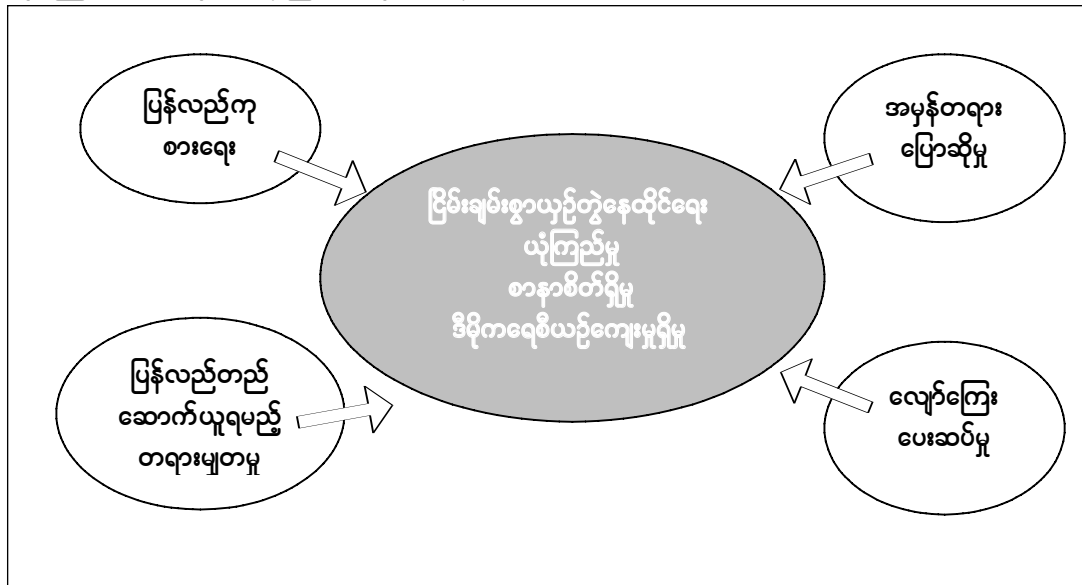 ပြန်လည်ကု
စားရေး
အမှန်တရား
ပြောဆိုမှု
ငြိမ်းချမ်းစွာယှဉ်တွဲနေထိုင်ရေး
ယုံကြည်မှု
စာနာစိတ်ရှိမှု
ဒီမိုကရေစီယဉ်ကျေးမှုရှိမှု
ပြန်လည်တည်
ဆောက်ယူရမည့်
တရားမျှတမှု
လျော်ကြေး
ပေးဆပ်မှု